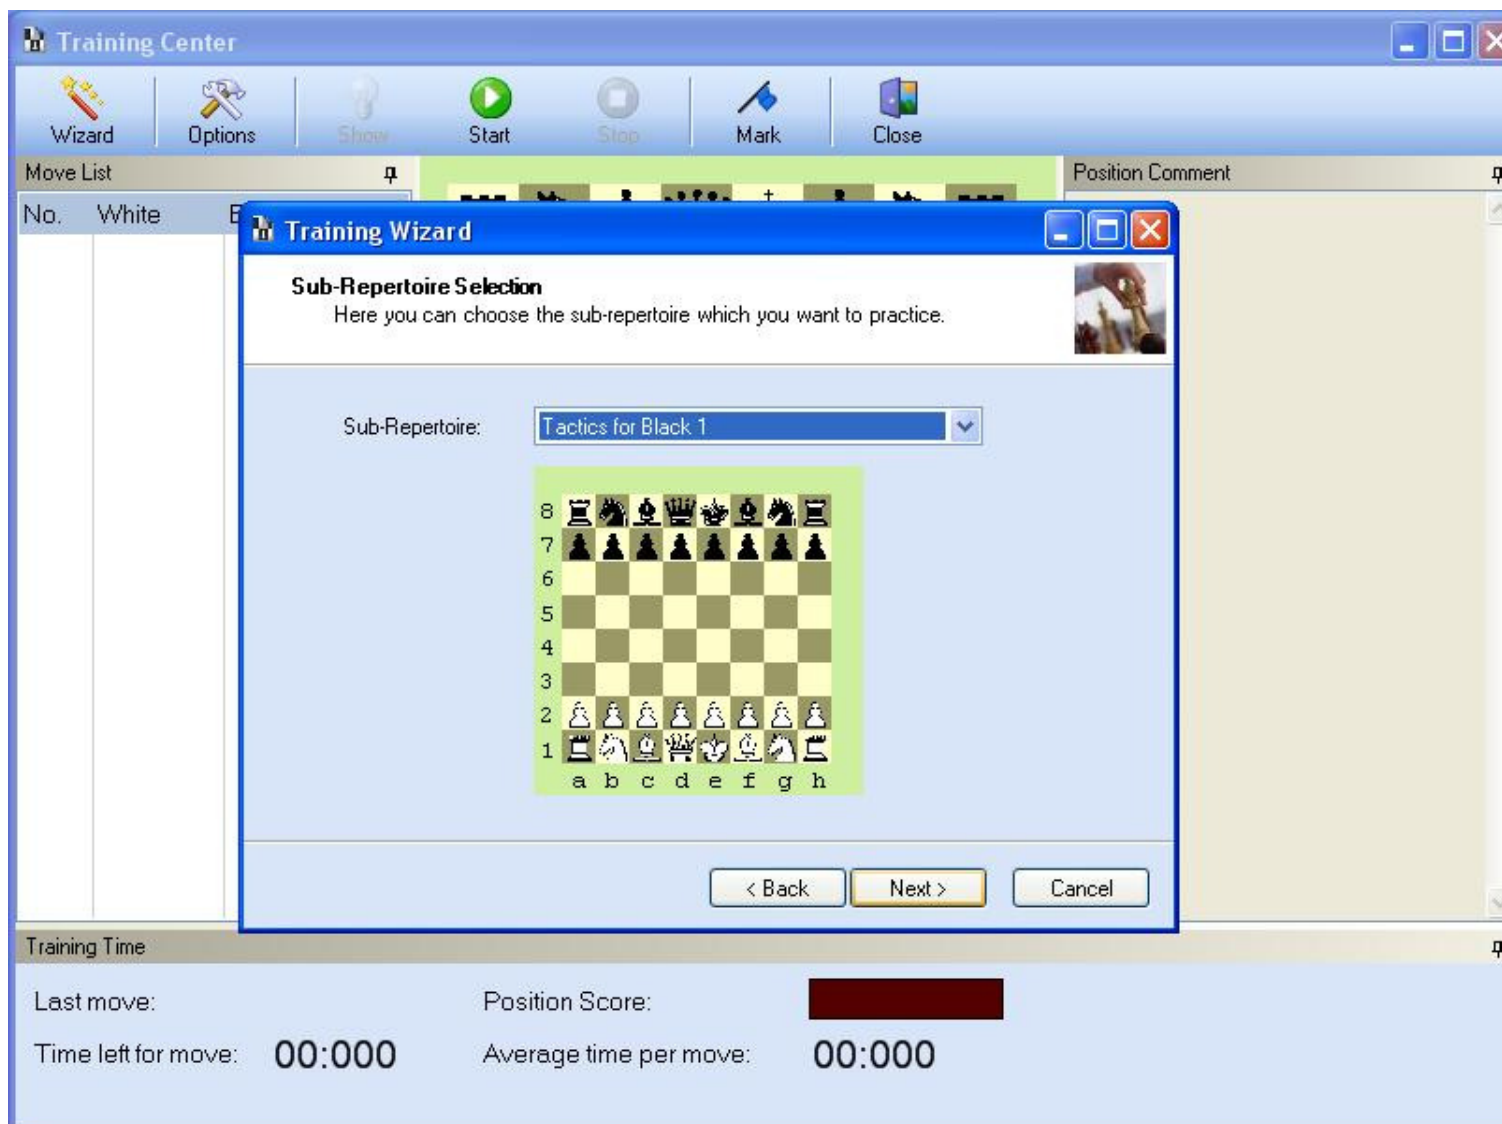 Training Center
Wizard Options Show Start Stop Mark Close
Move List
Position Comment
No. White
Training Wizard
Sub-Repertoire Selection
Here you can choose the sub-repertoire which you want to practice.
Sub-Repertoire: Tactics for Black 1
8
7
6
5
4
3
2
1
a b c d e f g h
< Back Next > Cancel
Training Time
Last move: Position Score:
Time left for move: 00:000 Average time per move: 00:000